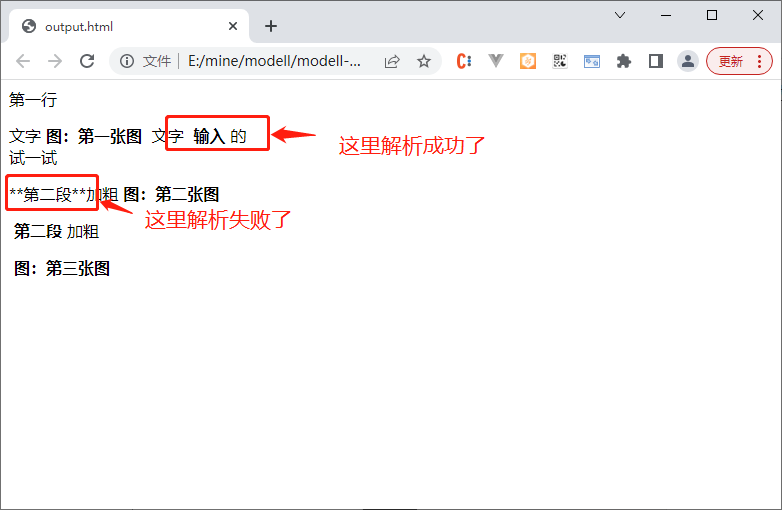 output.html
文件 E:/mine/modell/modell-... 更新
第一行
文字 图：第一张图 文字 输入 的
试一试
这里解析成功了
**第二段**加粗 图：第二张图
这里解析失败了
第二段 加粗
图：第三张图